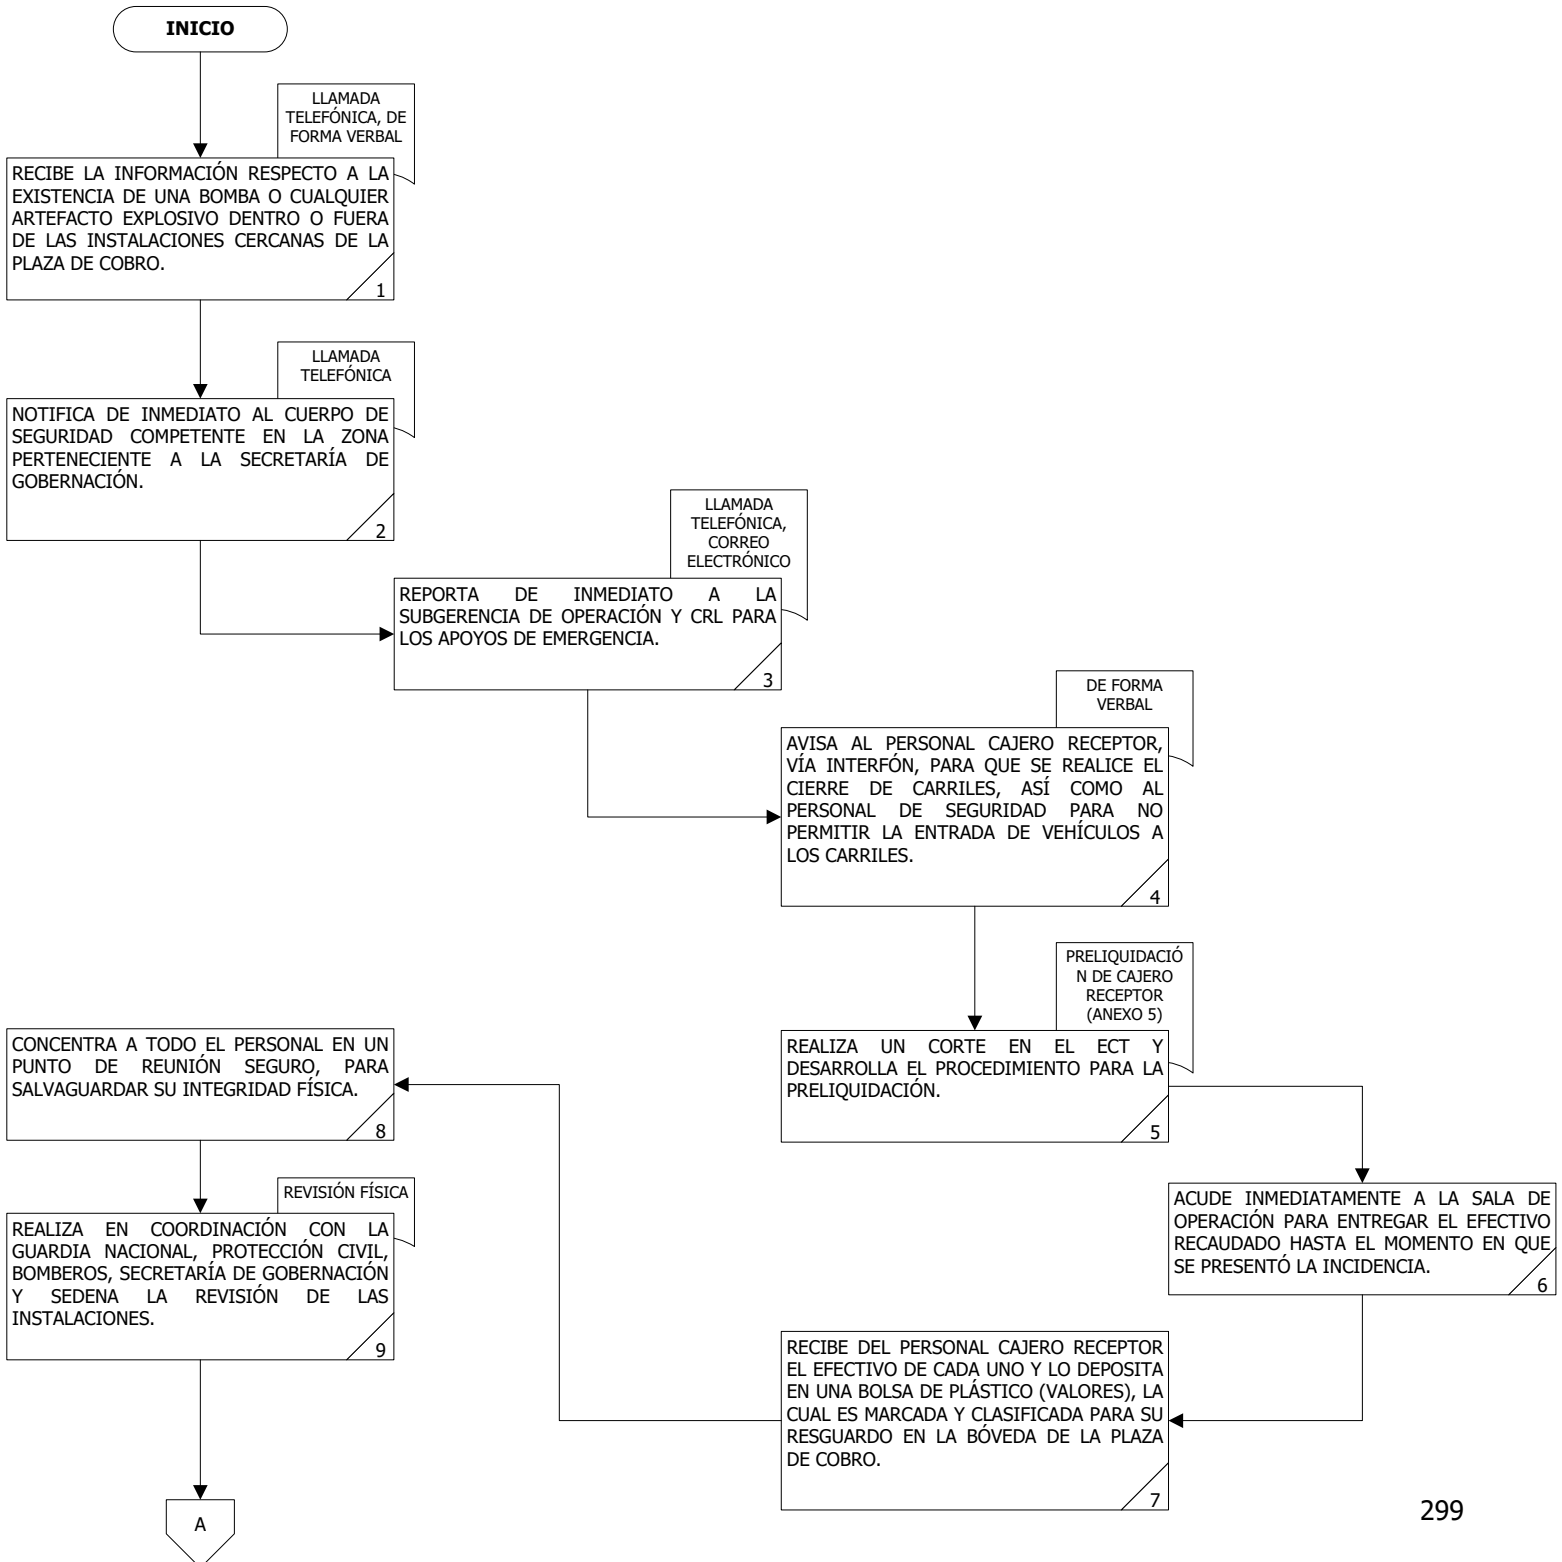 INICIO
LLAMADA
TELEFÓNICA, DE
FORMA VERBAL
RECIBE LA INFORMACIÓN RESPECTO A LA
EXISTENCIA DE UNA BOMBA O CUALQUIER
ARTEFACTO EXPLOSIVO DENTRO O FUERA
DE LAS INSTALACIONES CERCANAS DE LA
PLAZA DE COBRO.
1
LLAMADA
TELEFÓNICA
NOTIFICA DE INMEDIATO AL CUERPO DE
SEGURIDAD COMPETENTE EN LA ZONA
PERTENECIENTE A LA SECRETARÍA DE
GOBERNACIÓN.
2
LLAMADA
TELEFÓNICA,
CORREO
ELECTRÓNICO
REPORTA DE INMEDIATO A LA
SUBGERENCIA DE OPERACIÓN Y CRL PARA
LOS APOYOS DE EMERGENCIA.
3
DE FORMA
VERBAL
AVISA AL PERSONAL CAJERO RECEPTOR,
VÍA INTERFÓN, PARA QUE SE REALICE EL
CIERRE DE CARRILES, ASÍ COMO AL
PERSONAL DE SEGURIDAD PARA NO
PERMITIR LA ENTRADA DE VEHÍCULOS A
LOS CARRILES.
4
PRELIQUIDACIÓ
N DE CAJERO
RECEPTOR
(ANEXO 5)
REALIZA UN CORTE EN EL ECT Y
DESARROLLA EL PROCEDIMIENTO PARA LA
PRELIQUIDACIÓN.
5
ACUDE INMEDIATAMENTE A LA SALA DE
OPERACIÓN PARA ENTREGAR EL EFECTIVO
RECAUDADO HASTA EL MOMENTO EN QUE
SE PRESENTÓ LA INCIDENCIA.
6
RECIBE DEL PERSONAL CAJERO RECEPTOR
EL EFECTIVO DE CADA UNO Y LO DEPOSITA
EN UNA BOLSA DE PLÁSTICO (VALORES), LA
CUAL ES MARCADA Y CLASIFICADA PARA SU
RESGUARDO EN LA BÓVEDA DE LA PLAZA
DE COBRO.
7
CONCENTRA A TODO EL PERSONAL EN UN
PUNTO DE REUNIÓN SEGURO, PARA
SALVAGUARDAR SU INTEGRIDAD FÍSICA.
8
REVISIÓN FÍSICA
REALIZA EN COORDINACIÓN CON LA
GUARDIA NACIONAL, PROTECCIÓN CIVIL,
BOMBEROS, SECRETARÍA DE GOBERNACIÓN
Y SEDENA LA REVISIÓN DE LAS
INSTALACIONES.
9
A
299